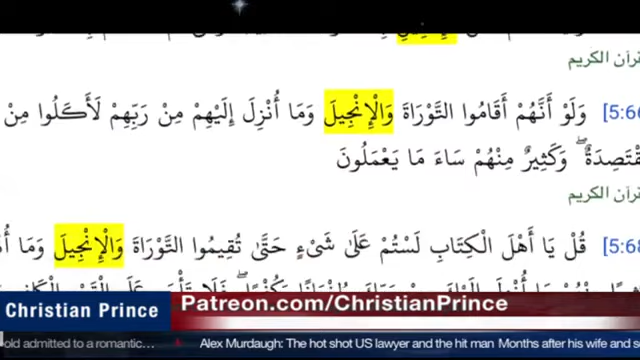 قرآن الكريم
[5:66
وَلَوْ أَنَّهُمْ أَقَامُوا التَّوْرَاةَ وَالْإِنْجِيلَ وَمَا أُنْزِلَ إِلَيْهِمْ مِنْ رَبِّهِمْ لَأَكَلُوا مِنْ
وَكَثِيرٌ مِنْهُمْ سَاءَ مَا يَعْمَلُونَ
قرآن الكريم
[5:68
قُلْ يَا أَهْلَ الْكِتَابِ لَسْتُمْ عَلَىٰ شَيْءٍ حَتَّىٰ تُقِيمُوا التَّوْرَاةَ وَالْإِنْجِيلَ وَمَا
Christian Prince
Patreon.com/ChristianPrince
old admitted to a romantic… Alex Murdaugh: The hot shot US lawyer and the hit man Months after his wife and s